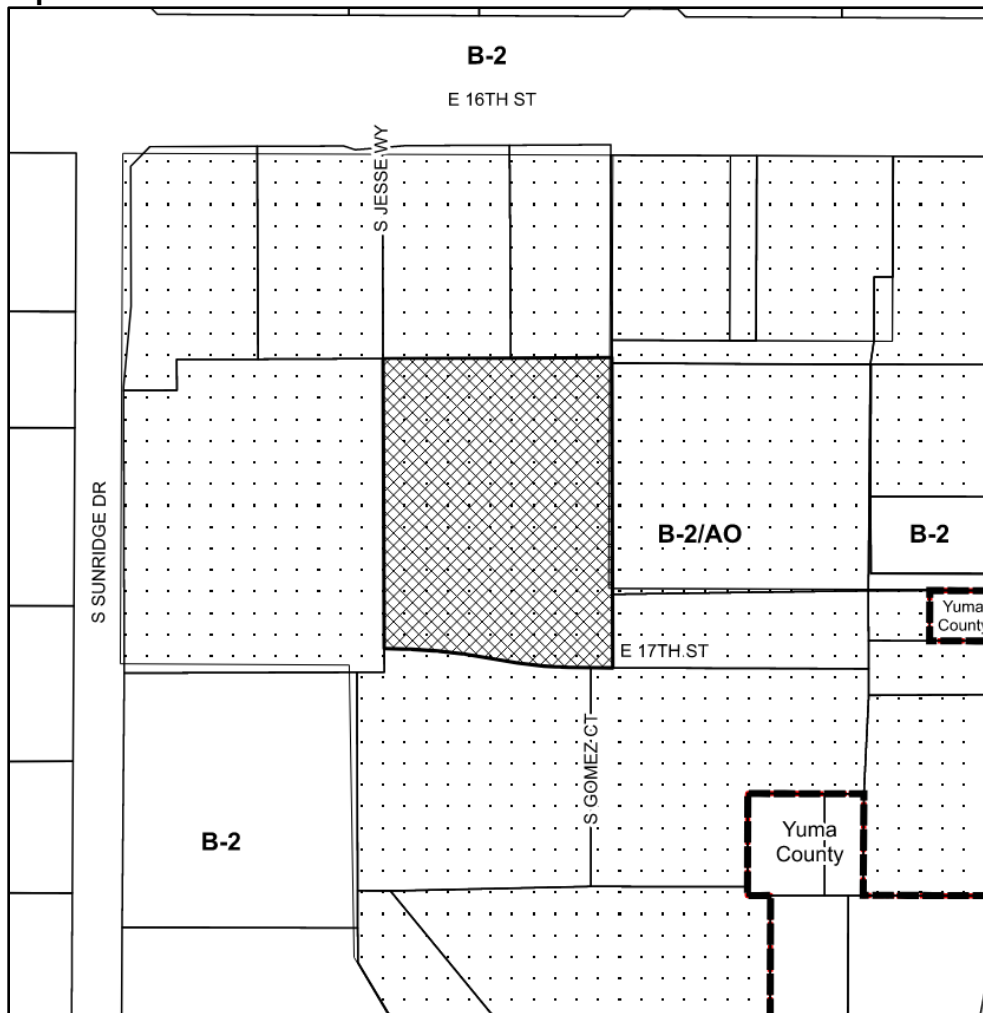 B-2
E 16TH ST
S JESSE WY
S SUNRIDGE DR
B-2/AO
B-2
Yuma
County
E 17TH ST
S GOMEZ CT
B-2
Yuma
County